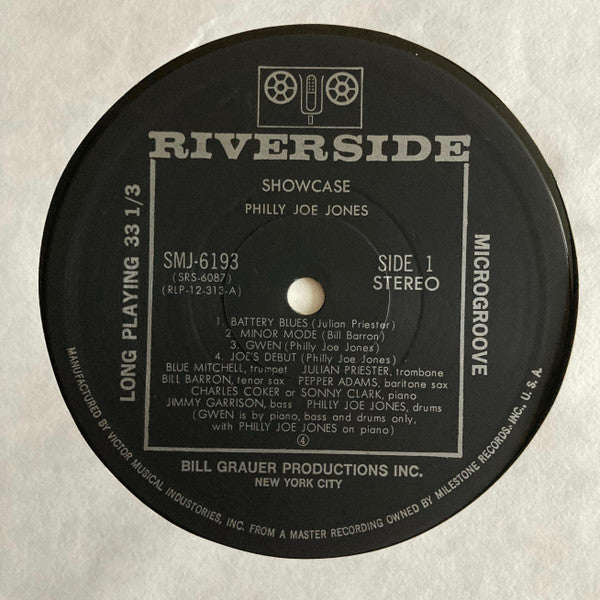 RIVERSIDE
SHOWCASE
PHILLY JOE JONES
LONG PLAYING 33 1/3
MICROGROOVE
SMJ-6193
(SRS-6087)
(RLP-12-313-A)
SIDE 1
STEREO
1. BATTERY BLUES (Julian Priester)
2. MINOR MODE (Bill Barron)
3. GWEN (Philly Joe Jones)
4. JOE'S DEBUT (Philly Joe Jones)
BLUE MITCHELL, trumpet JULIAN PRIESTER, trombone
BILL BARRON, tenor sax PEPPER ADAMS, baritone sax
CHARLES COKER or SONNY CLARK, piano
JIMMY GARRISON, bass PHILLY JOE JONES, drums
(GWEN is by piano, bass and drums only,
with PHILLY JOE JONES on piano)
4
BILL GRAUER PRODUCTIONS INC.
NEW YORK CITY
MANUFACTURED BY VICTOR MUSICAL INDUSTORIES, INC. FROM A MASTER RECORDING OWNED BY MILESTONE RECORDS, INC., U. S. A.